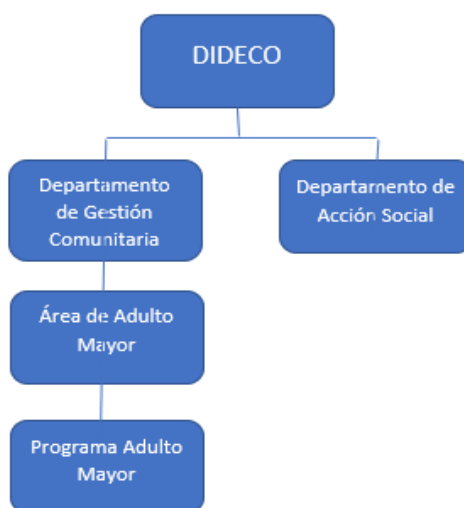 DIDECO
Departamento
de Gestión
Comunitaria
Departamento de
Acción Social
Área de Adulto
Mayor
Programa Adulto
Mayor